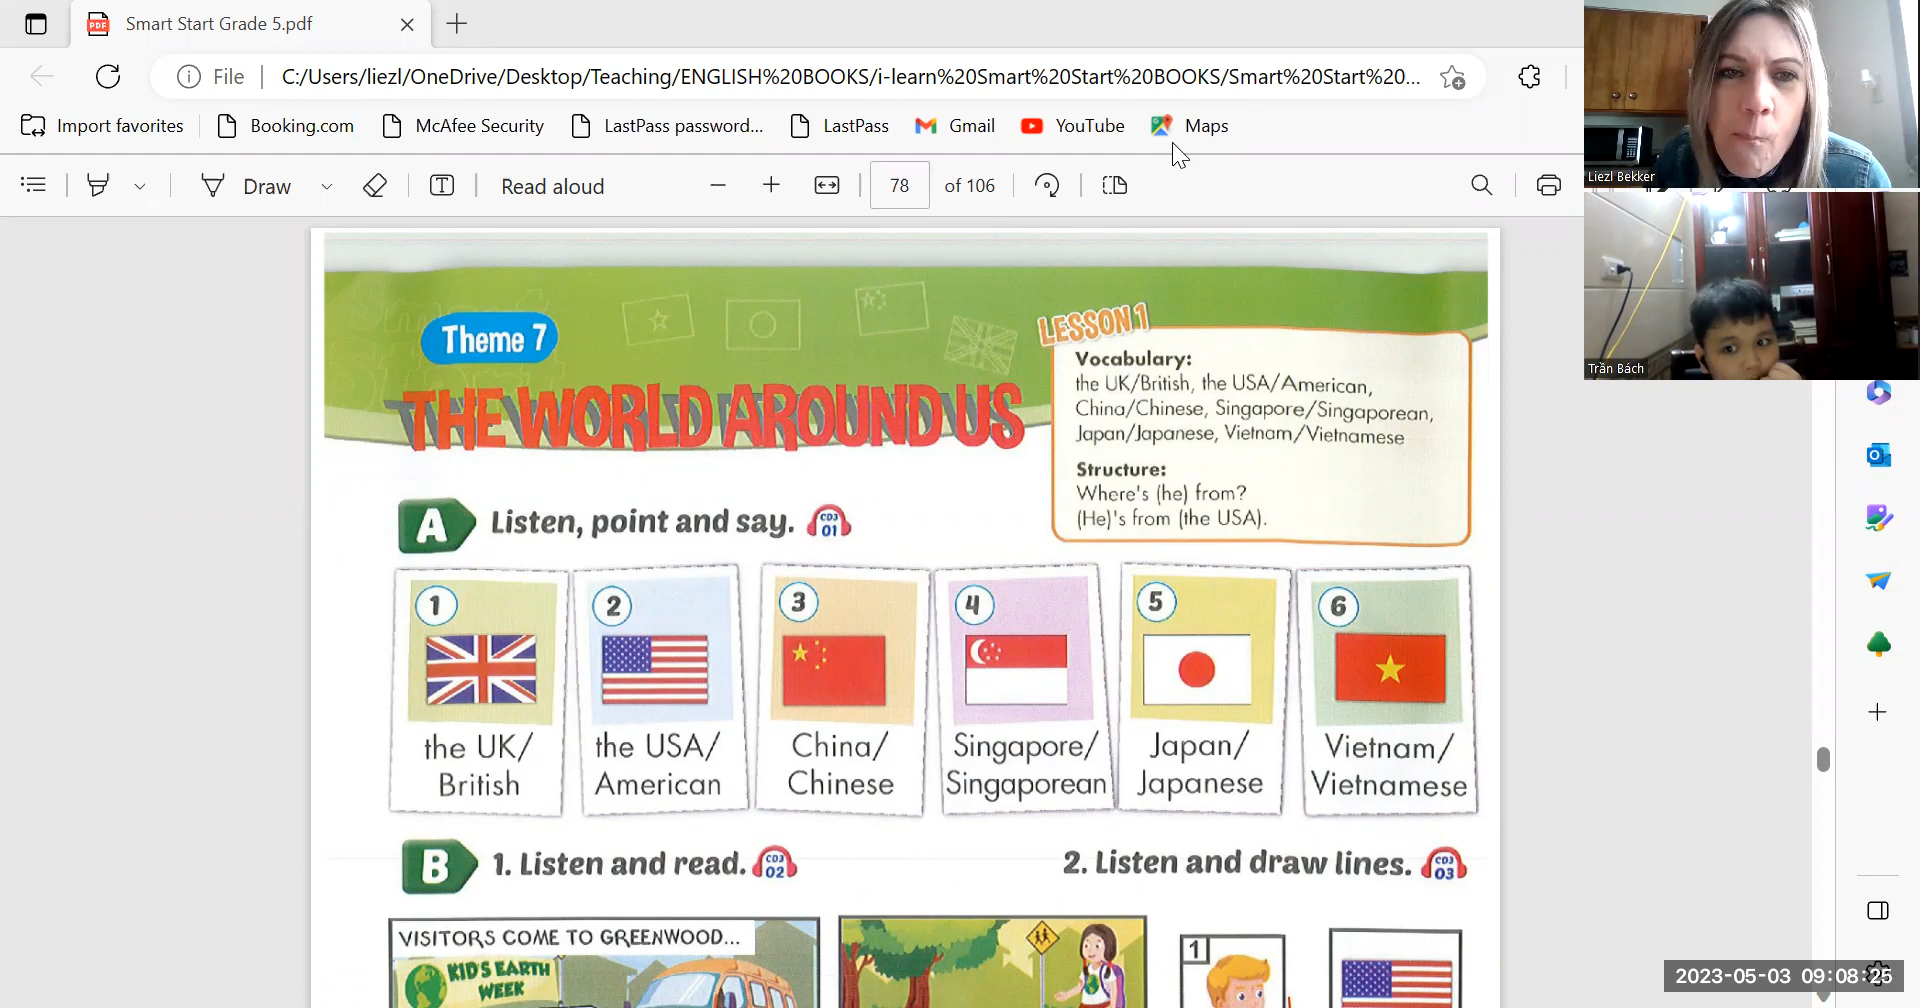 Smart Start Grade 5.pdf
File
C:/Users/liezl/OneDrive/Desktop/Teaching/ENGLISH%20BOOKS/i-learn%20Smart%20Start%20BOOKS/Smart%20Start%20...
Import favorites
Booking.com
McAfee Security
LastPass password...
LastPass
Gmail
YouTube
Maps
Draw
Read aloud
78 of 106
Liezl Bekker
Trần Bách
Theme 7
THE WORLD AROUND US
LESSON 1
Vocabulary:
the UK/British, the USA/American,
China/Chinese, Singapore/Singaporean,
Japan/Japanese, Vietnam/Vietnamese
Structure:
Where's (he) from?
(He)'s from (the USA).
A Listen, point and say. CD3 01
1
the UK/
British
2
the USA/
American
3
China/
Chinese
4
Singapore/
Singaporean
5
Japan/
Japanese
6
Vietnam/
Vietnamese
B 1. Listen and read. CD3 02
2. Listen and draw lines. CD3 03
VISITORS COME TO GREENWOOD...
KID'S EARTH
WEEK
1
2023-05-03 09:08:25